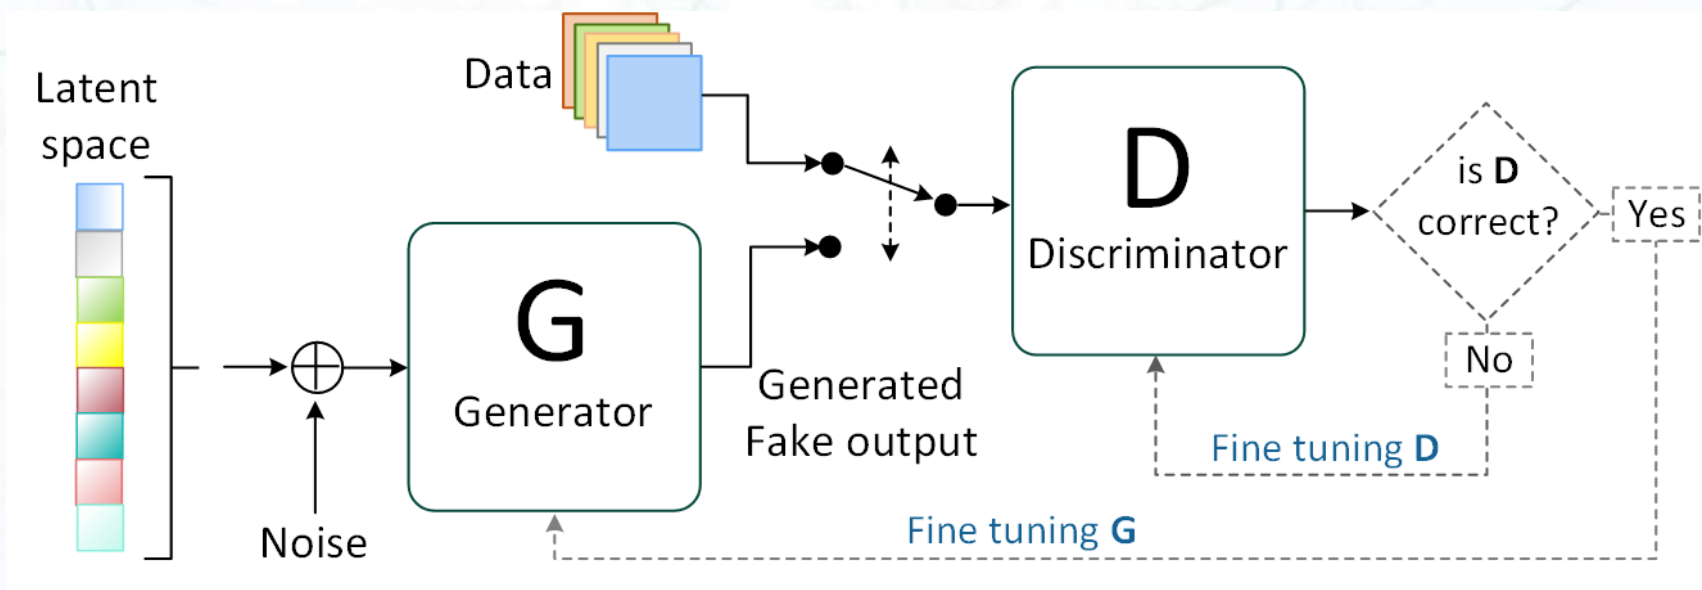 Latent
space
Data
Noise
G
Generator
Generated
Fake output
D
Discriminator
is D
correct?
Yes
No
Fine tuning D
Fine tuning G